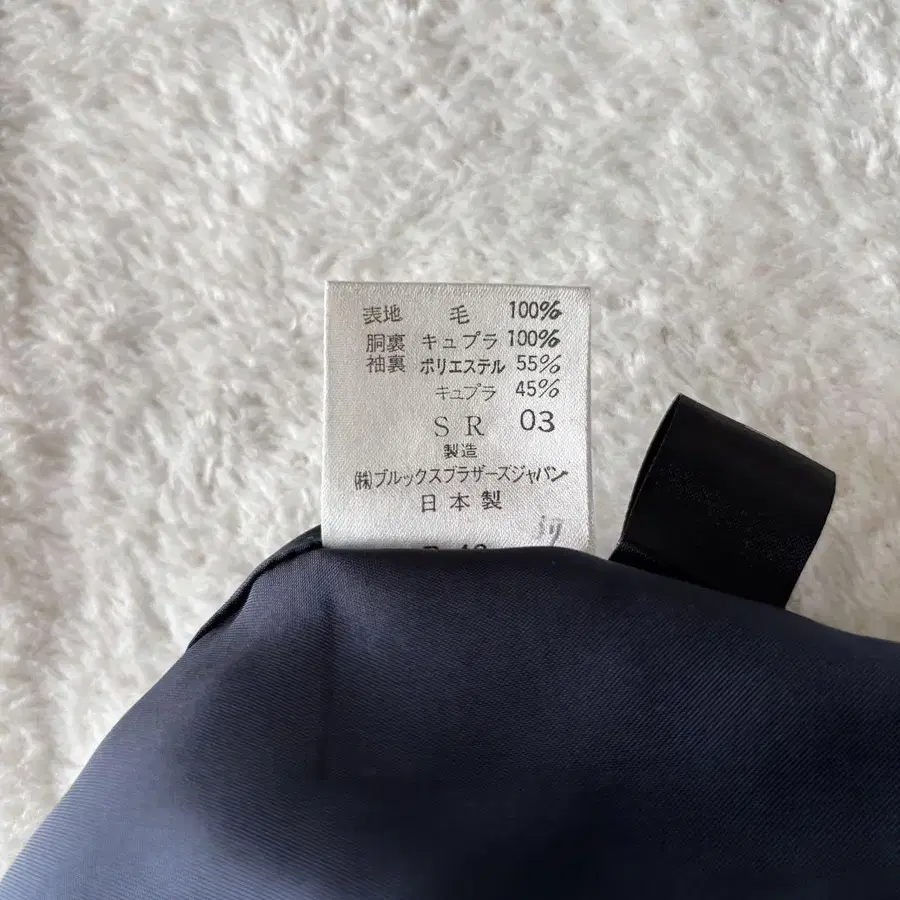 表地 毛 100%
胴裏 キュプラ 100%
袖裏 ポリエステル 55%
キュプラ 45%
SR 03
製造
㈱ブルックスブラザーズジャパン
日本製